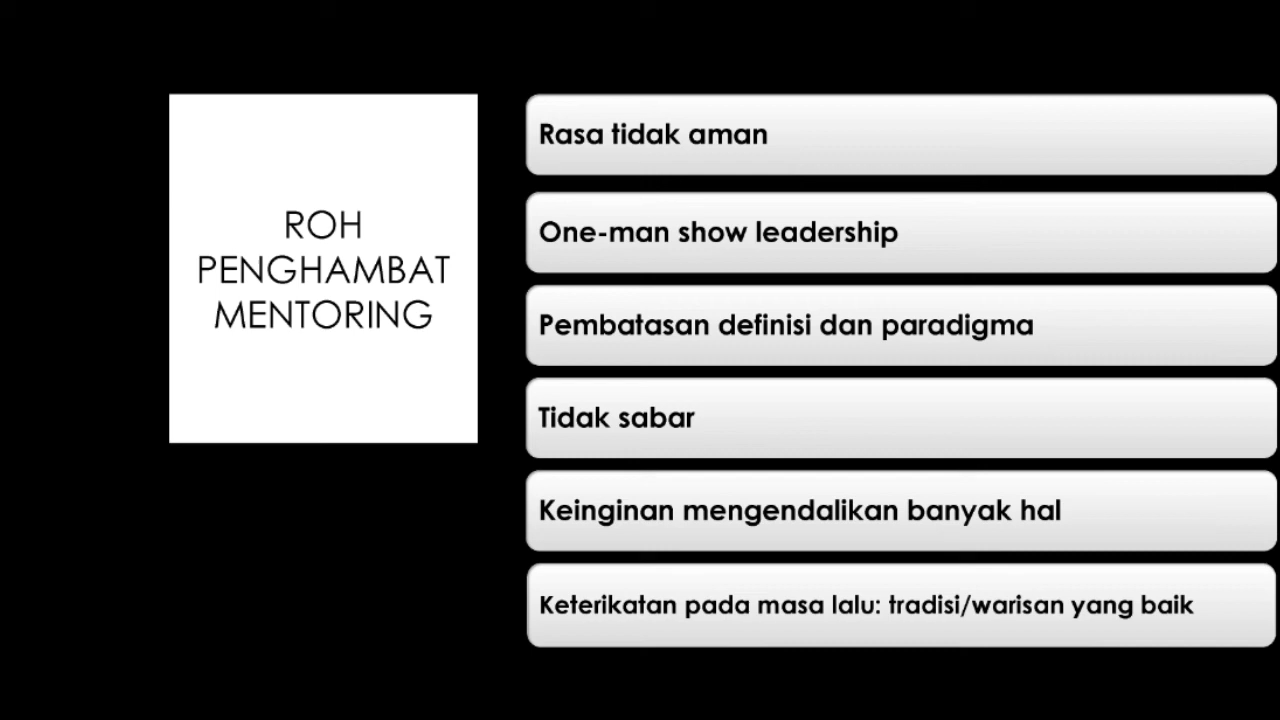 ROH
PENGHAMBAT
MENTORING
Rasa tidak aman
One-man show leadership
Pembatasan definisi dan paradigma
Tidak sabar
Keinginan mengendalikan banyak hal
Keterikatan pada masa lalu: tradisi/warisan yang baik